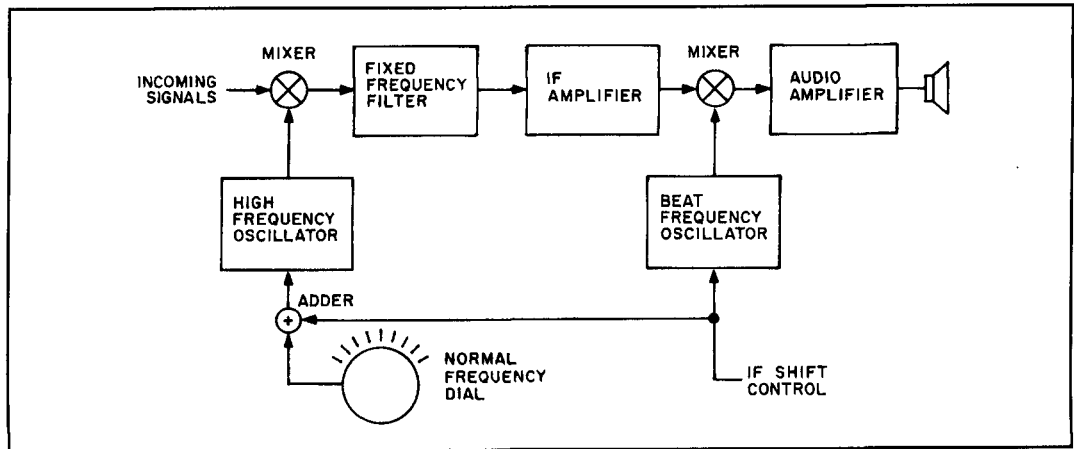 MIXER
INCOMING
SIGNALS
FIXED
FREQUENCY
FILTER
IF
AMPLIFIER
MIXER
AUDIO
AMPLIFIER
HIGH
FREQUENCY
OSCILLATOR
BEAT
FREQUENCY
OSCILLATOR
ADDER
+
NORMAL
FREQUENCY
DIAL
IF SHIFT
CONTROL